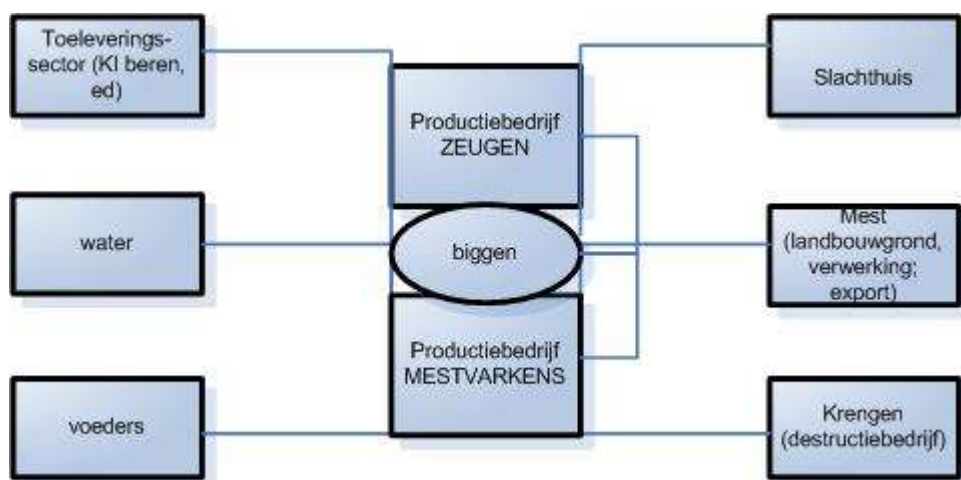 Toeleverings-
sector (KI beren,
ed)
Productiebedrijf
ZEUGEN
Slachthuis
water
biggen
Mest
(landbouwgrond,
verwerking;
export)
voeders
Productiebedrijf
MESTVARKENS
Krengen
(destructiebedrijf)